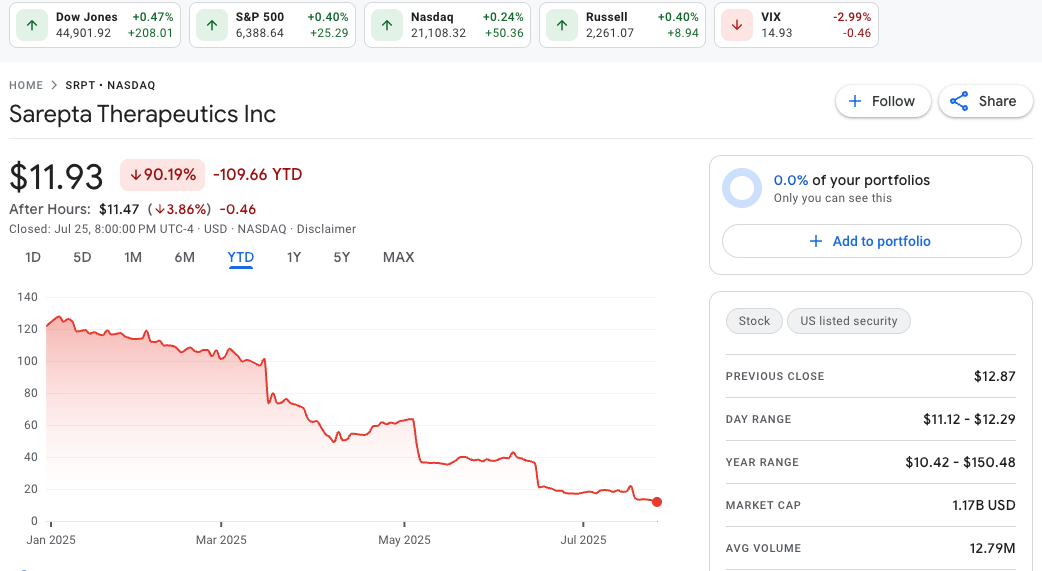 Dow Jones +0.47%
44,901.92 +208.01
S&P 500 +0.40%
6,388.64 +25.29
Nasdaq +0.24%
21,108.32 +50.36
Russell +0.40%
2,261.07 +8.94
VIX -2.99%
14.93 -0.46
HOME > SRPT • NASDAQ
Sarepta Therapeutics Inc
+ Follow
Share
$11.93 ↓90.19% -109.66 YTD
After Hours: $11.47 (↓3.86%) -0.46
Closed: Jul 25, 8:00:00 PM UTC-4 · USD · NASDAQ · Disclaimer
1D 5D 1M 6M YTD 1Y 5Y MAX
140
120
100
80
60
40
20
0
Jan 2025 Mar 2025 May 2025 Jul 2025
0.0% of your portfolios
Only you can see this
+ Add to portfolio
Stock US listed security
PREVIOUS CLOSE $12.87
DAY RANGE $11.12 - $12.29
YEAR RANGE $10.42 - $150.48
MARKET CAP 1.17B USD
AVG VOLUME 12.79M